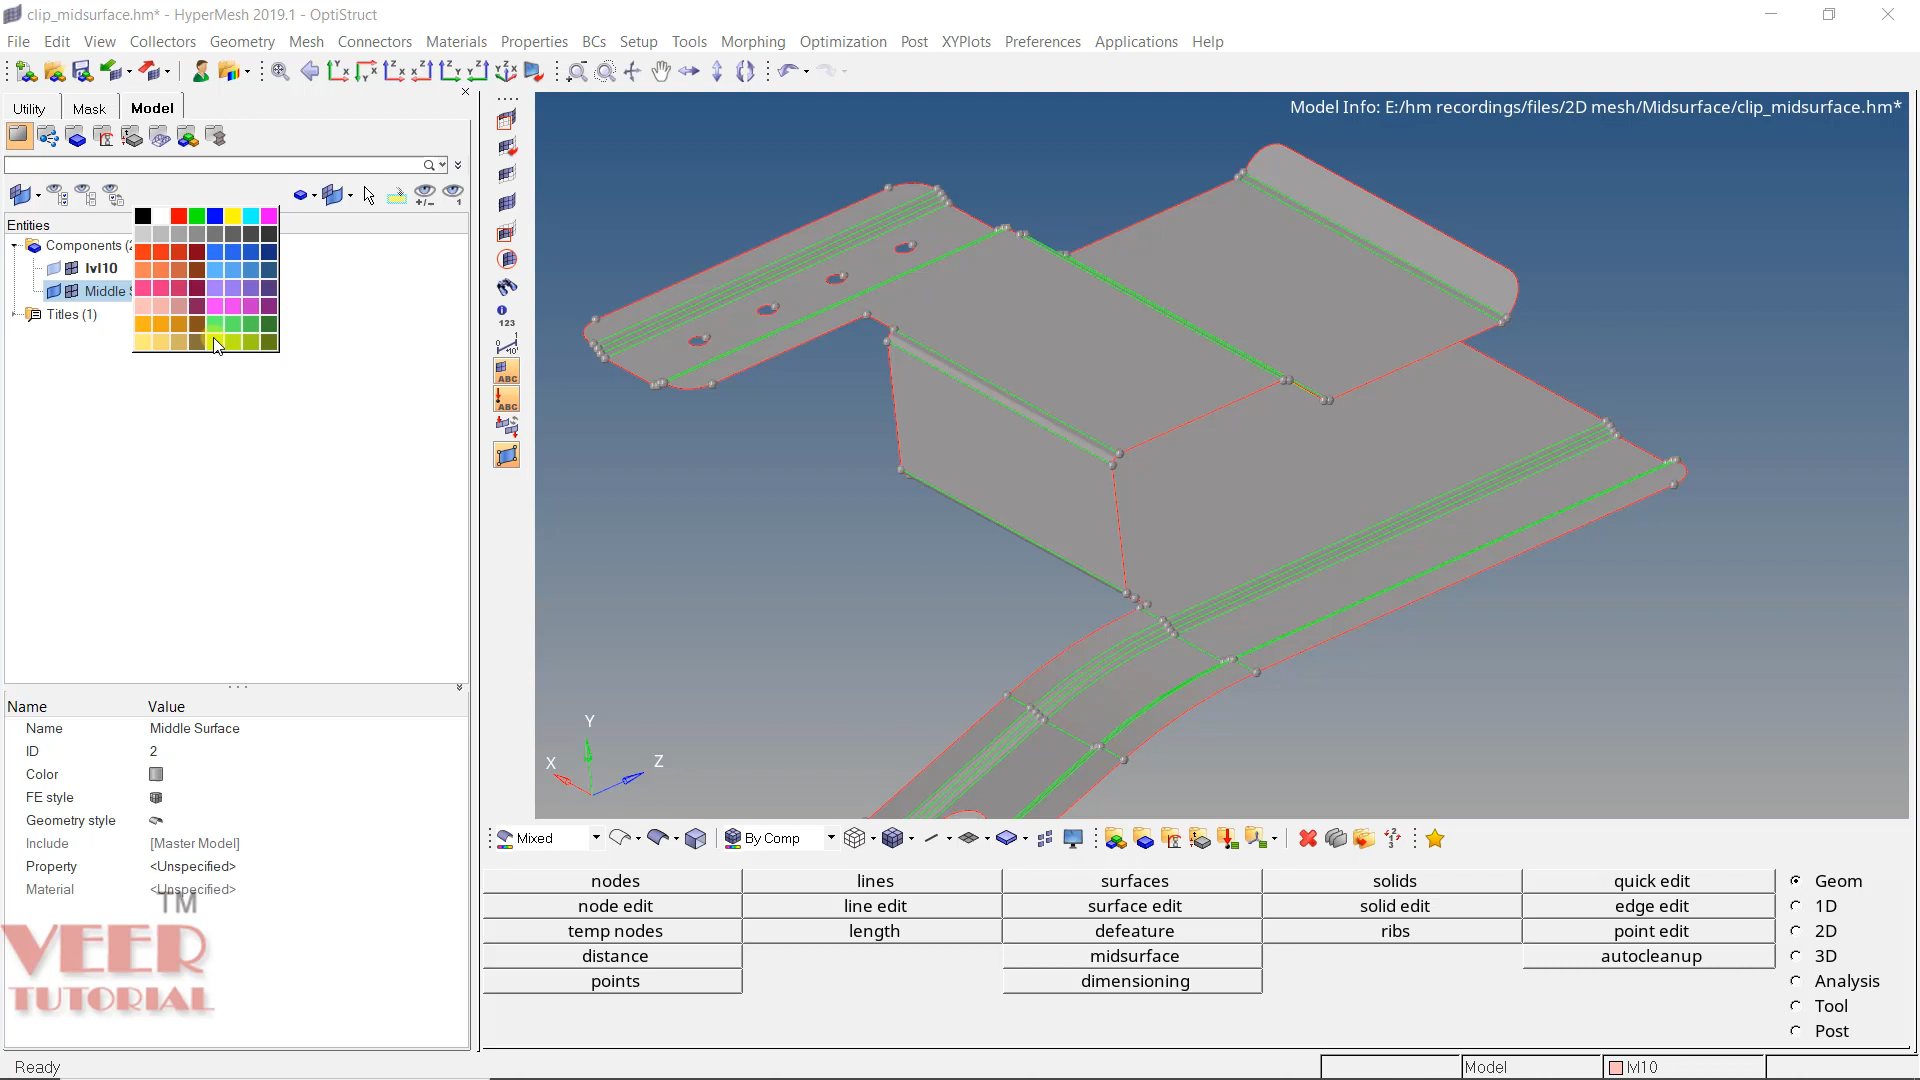 clip_midsurface.hm* - HyperMesh 2019.1 - OptiStruct
File Edit View Collectors Geometry Mesh Connectors Materials Properties BCs Setup Tools Morphing Optimization Post XYPlots Preferences Applications Help
Utility Mask Model
Model Info: E:/hm recordings/files/2D mesh/Midsurface/clip_midsurface.hm*
Entities
Components (2
lvl10
Middle S
Titles (1)
123
ABC
ABC
Name Value
Name Middle Surface
ID 2
Color
FE style
Geometry style
Include [Master Model]
Property <Unspecified>
Material <Unspecified>
TM
VEER
TUTORIAL
Y
X
Z
Mixed By Comp
nodes lines surfaces solids quick edit Geom
node edit line edit surface edit solid edit edge edit 1D
temp nodes length defeature ribs point edit 2D
distance midsurface autocleanup 3D
points dimensioning Analysis
Tool
Post
Ready Model lvl10